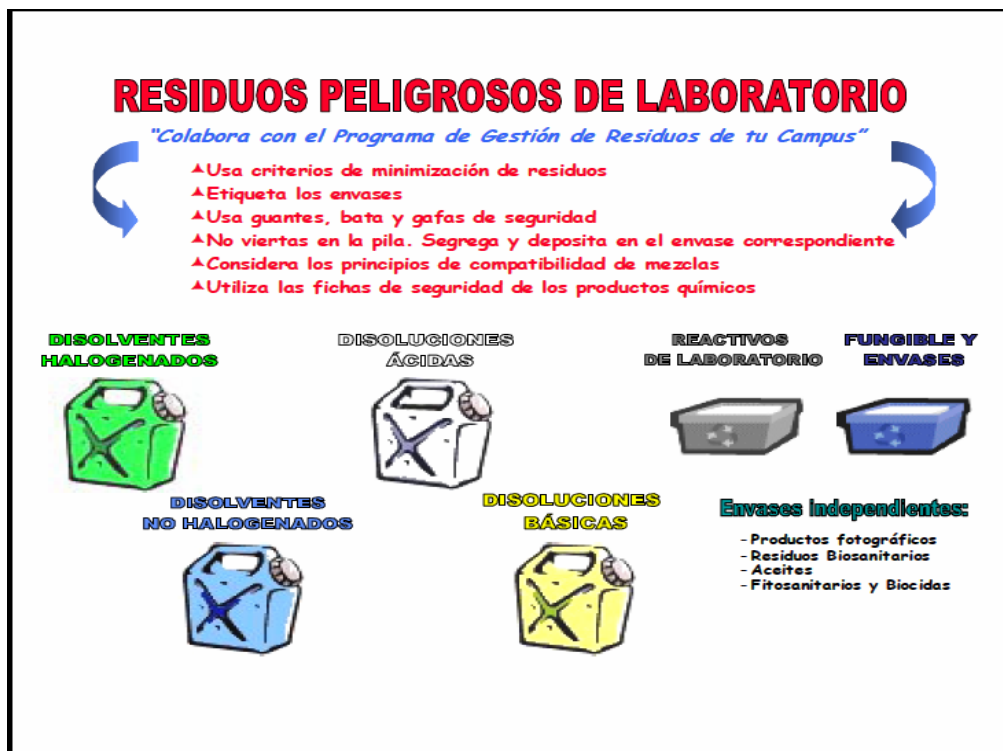 RESIDUOS PELIGROSOS DE LABORATORIO
"Colabora con el Programa de Gestión de Residuos de tu Campus"
Usa criterios de minimización de residuos
Etiqueta los envases
Usa guantes, bata y gafas de seguridad
No viertas en la pila. Segrega y deposita en el envase correspondiente
Considera los principios de compatibilidad de mezclas
Utiliza las fichas de seguridad de los productos químicos
DISOLVENTES
HALOGENADOS
DISOLUCIONES
ÁCIDAS
REACTIVOS
DE LABORATORIO
FUNGIBLE Y
ENVASES
DISOLVENTES
NO HALOGENADOS
DISOLUCIONES
BÁSICAS
Envases independientes:
-Productos fotográficos
-Residuos Biosanitarios
-Aceites
-Fitosanitarios y Biocidas